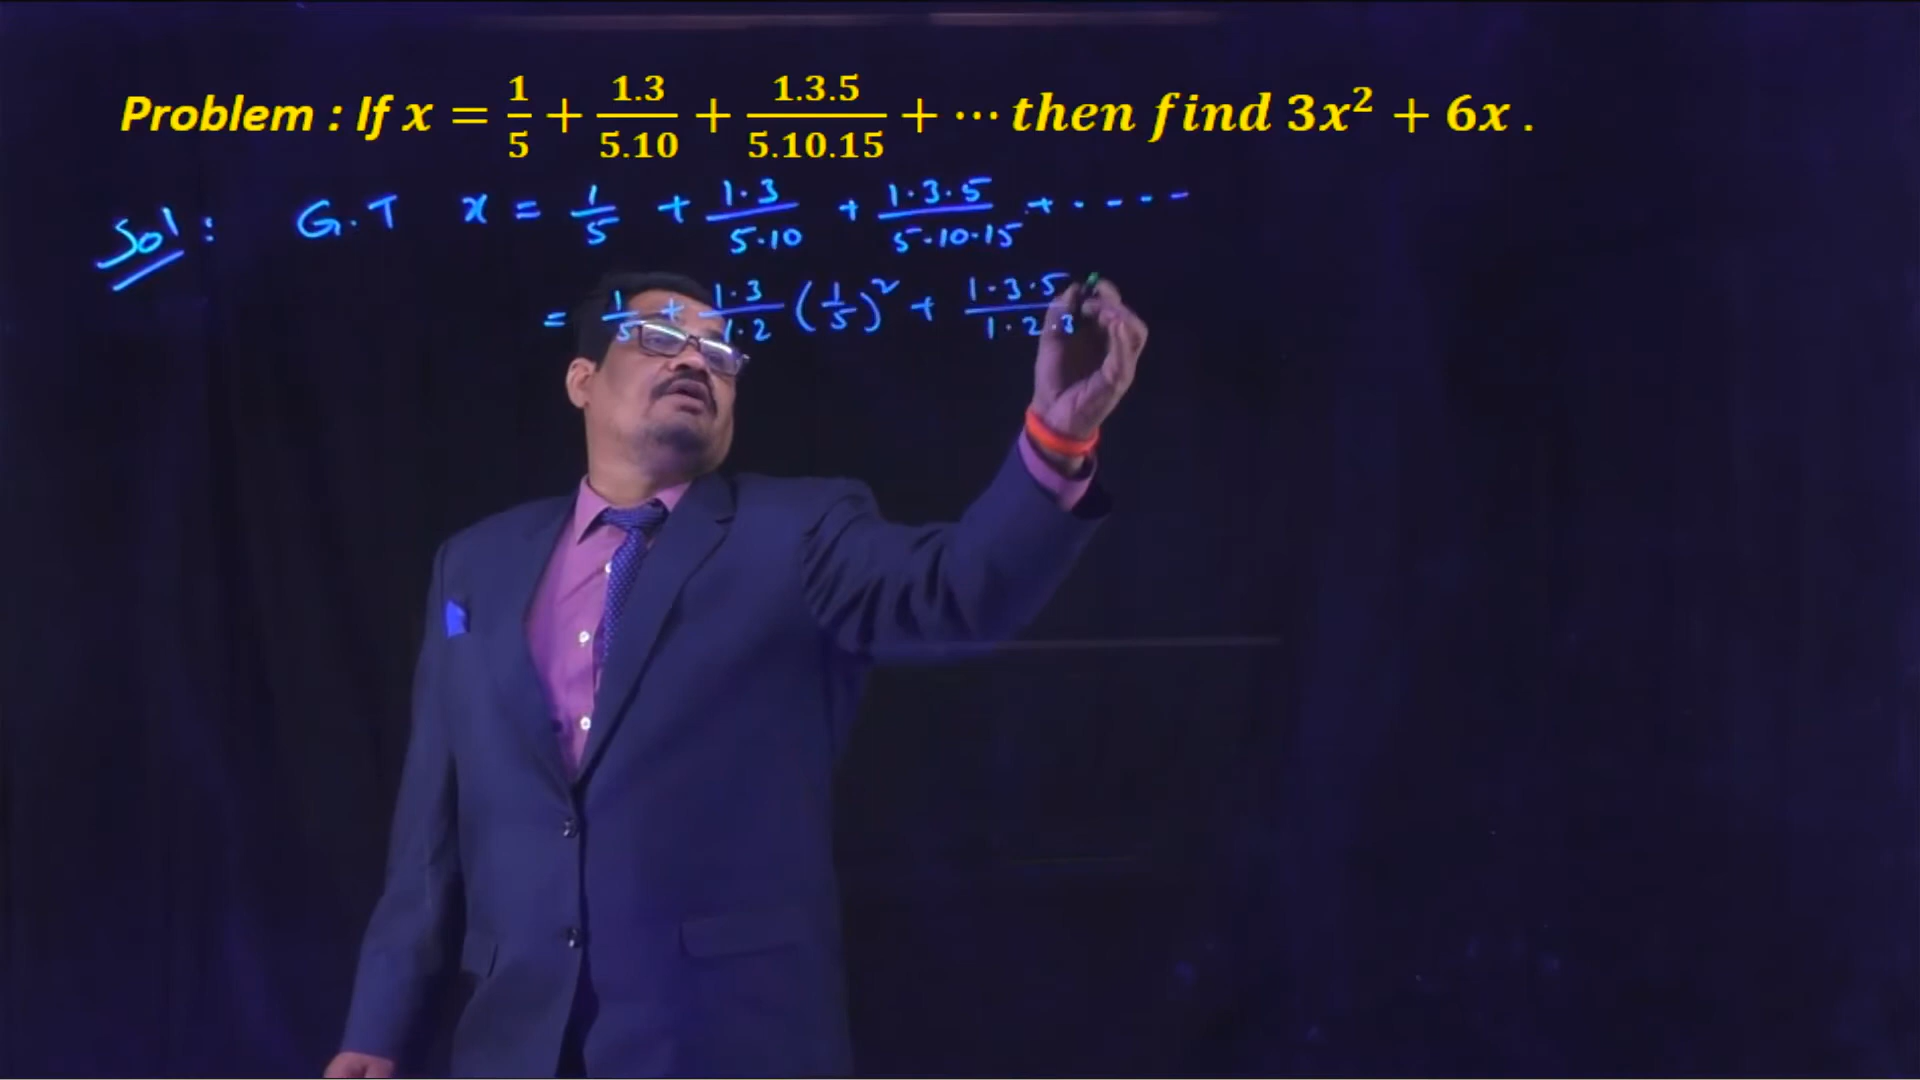 Problem : If x = 1/5 + 1.3/5.10 + 1.3.5/5.10.15 + ⋯ then find 3x² + 6x .
Sol : G.T x = 1/5 + 1·3/5·10 + 1·3·5/5·10·15 + ·----
= 1/5 + 1·3/1·2 (1/5)² + 1·3·5/1·2·3